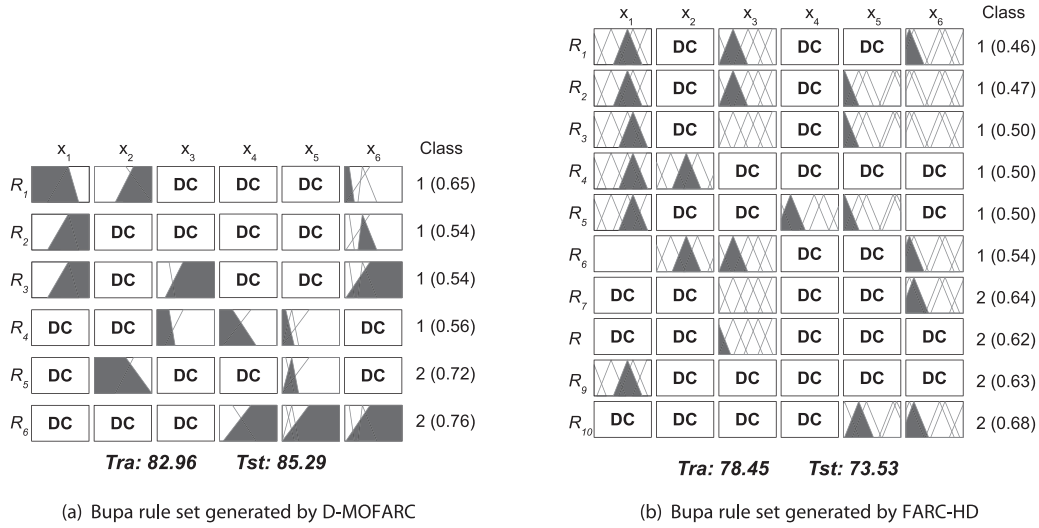 x1 x2 x3 x4 x5 x6 Class
R1 DC DC DC 1 (0.65)
R2 DC DC DC DC 1 (0.54)
R3 DC DC DC 1 (0.54)
R4 DC DC DC 1 (0.56)
R5 DC DC DC DC 2 (0.72)
R6 DC DC DC 2 (0.76)
Tra: 82.96 Tst: 85.29
(a) Bupa rule set generated by D-MOFARC
x1 x2 x3 x4 x5 x6 Class
R1 DC DC DC 1 (0.46)
R2 DC DC 1 (0.47)
R3 DC DC 1 (0.50)
R4 DC DC DC DC 1 (0.50)
R5 DC DC DC 1 (0.50)
R6 DC DC 1 (0.54)
R7 DC DC DC DC 2 (0.64)
R DC DC DC DC DC 2 (0.62)
R9 DC DC DC DC DC 2 (0.63)
R10 DC DC DC DC 2 (0.68)
Tra: 78.45 Tst: 73.53
(b) Bupa rule set generated by FARC-HD